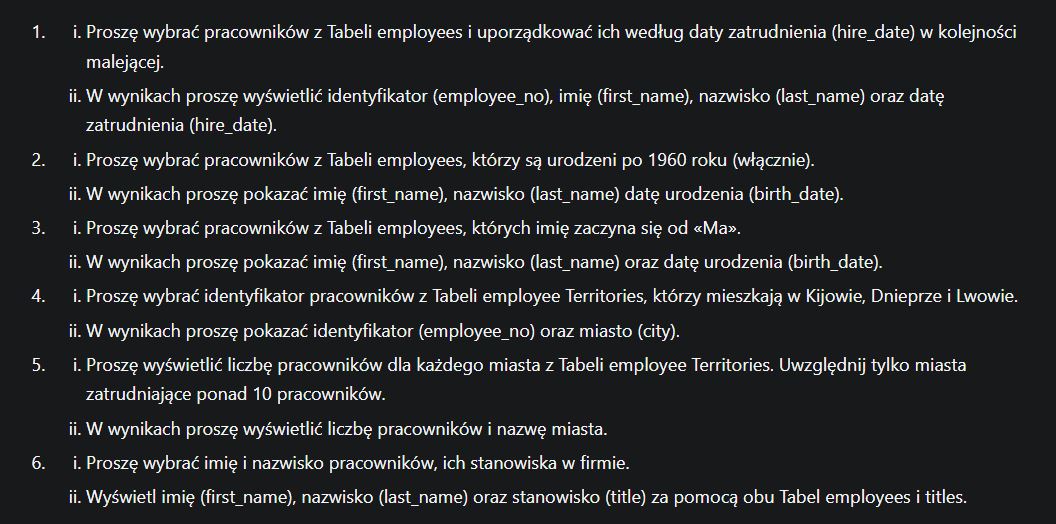 1. i. Proszę wybrać pracowników z Tabeli employees i uporządkować ich według daty zatrudnienia (hire_date) w kolejności
malejącej.
ii. W wynikach proszę wyświetlić identyfikator (employee_no), imię (first_name), nazwisko (last_name) oraz datę
zatrudnienia (hire_date).
2. i. Proszę wybrać pracowników z Tabeli employees, którzy są urodzeni po 1960 roku (włącznie).
ii. W wynikach proszę pokazać imię (first_name), nazwisko (last_name) datę urodzenia (birth_date).
3. i. Proszę wybrać pracowników z Tabeli employees, których imię zaczyna się od «Ma».
ii. W wynikach proszę pokazać imię (first_name), nazwisko (last_name) oraz datę urodzenia (birth_date).
4. i. Proszę wybrać identyfikator pracowników z Tabeli employee Territories, którzy mieszkają w Kijowie, Dnieprze i Lwowie.
ii. W wynikach proszę pokazać identyfikator (employee_no) oraz miasto (city).
5. i. Proszę wyświetlić liczbę pracowników dla każdego miasta z Tabeli employee Territories. Uwzględnij tylko miasta
zatrudniające ponad 10 pracowników.
ii. W wynikach proszę wyświetlić liczbę pracowników i nazwę miasta.
6. i. Proszę wybrać imię i nazwisko pracowników, ich stanowiska w firmie.
ii. Wyświetl imię (first_name), nazwisko (last_name) oraz stanowisko (title) za pomocą obu Tabel employees i titles.